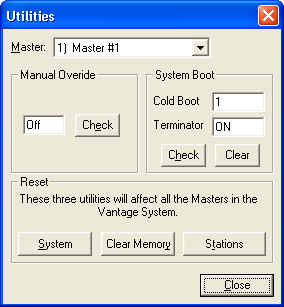 Utilities
Master: 1) Master #1
Manual Overide
System Boot
Off Check
Cold Boot 1
Terminator ON
Check Clear
Reset
These three utilities will affect all the Masters in the
Vantage System.
System Clear Memory Stations
Close